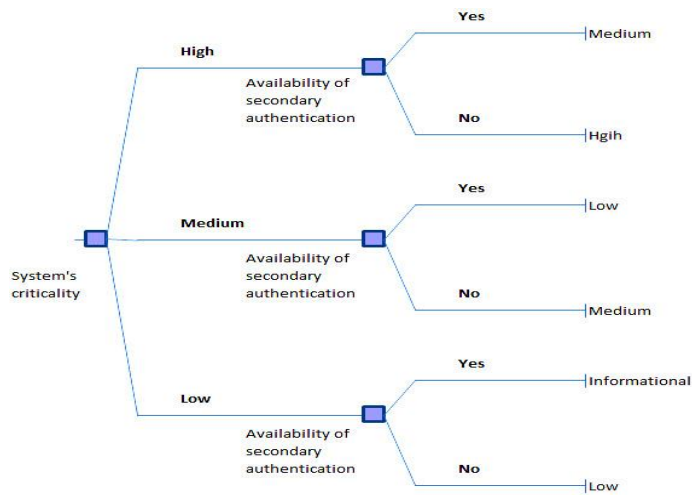 Yes
Medium
High
Availability of
secondary
authentication
No
Hgih
Yes
Low
Medium
Availability of
secondary
authentication
System's
criticality
No
Medium
Yes
Informational
Low
Availability of
secondary
authentication
No
Low